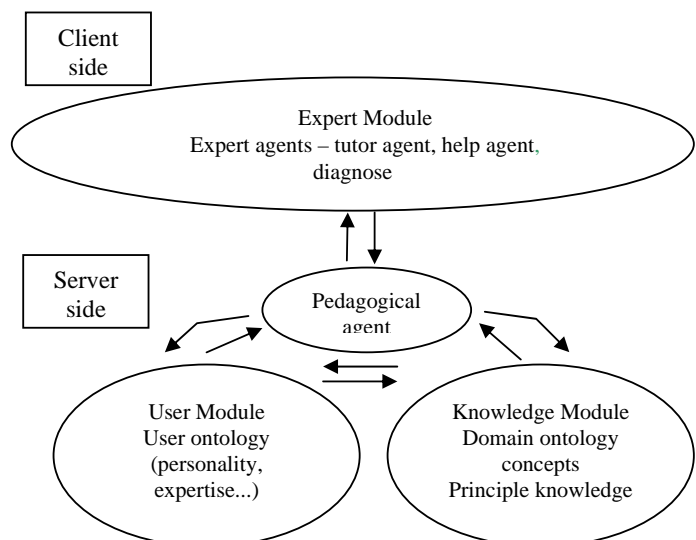 Client
side
Expert Module
Expert agents – tutor agent, help agent,
diagnose
Server
side
Pedagogical
agent
User Module
User ontology
(personality,
expertise...)
Knowledge Module
Domain ontology
concepts
Principle knowledge